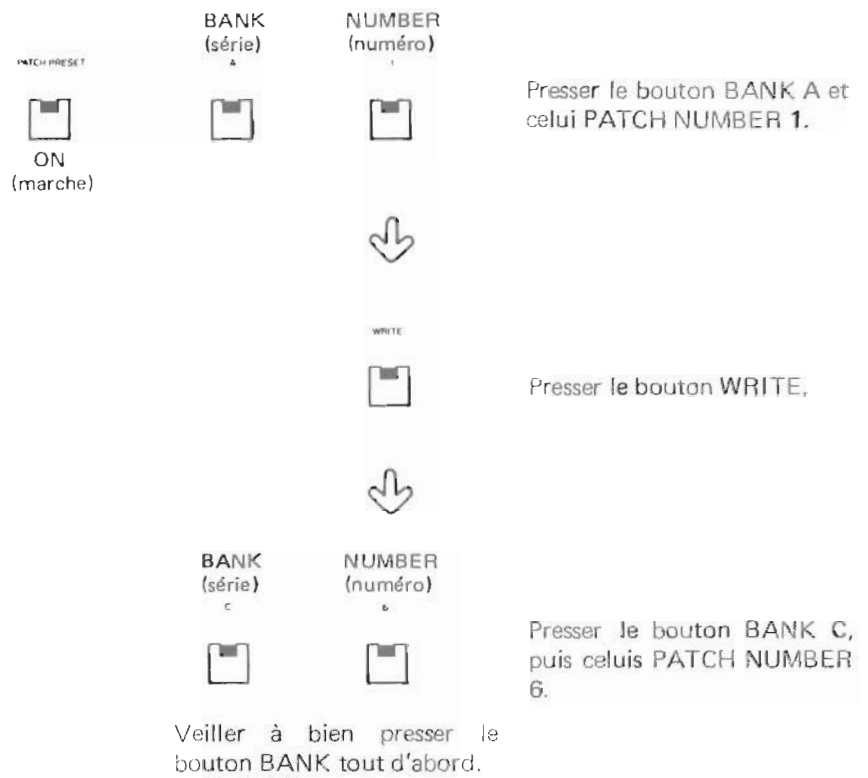 BANK NUMBER
(série) (numéro)
PATCH PRESET A 1
Presser le bouton BANK A et
celui PATCH NUMBER 1.
ON
(marche)
WRITE
Presser le bouton WRITE.
BANK NUMBER
(série) (numéro)
C 6
Presser le bouton BANK C,
puis celuis PATCH NUMBER
6.
Veiller à bien presser le
bouton BANK tout d'abord.